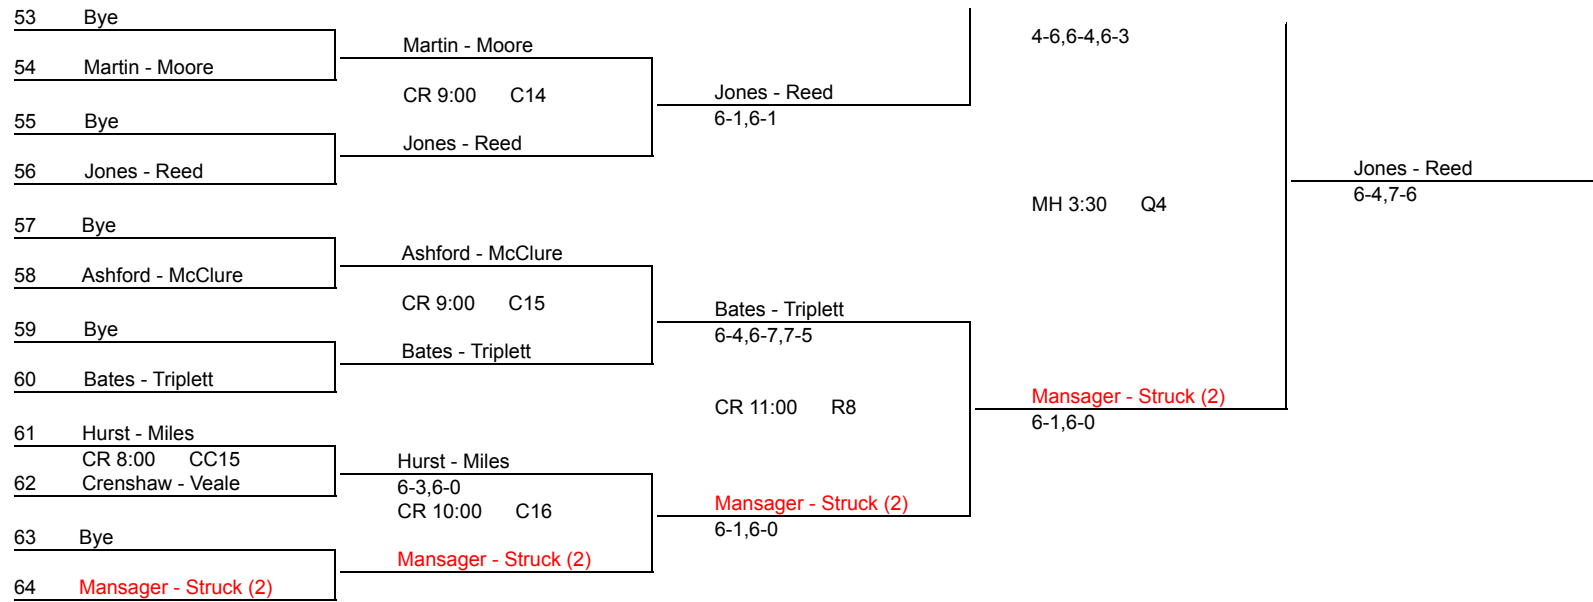 53 Bye
54 Martin - Moore
55 Bye
56 Jones - Reed
57 Bye
58 Ashford - McClure
59 Bye
60 Bates - Triplett
61 Hurst - Miles
CR 8:00 CC15
62 Crenshaw - Veale
63 Bye
64 Mansager - Struck (2)
Martin - Moore
CR 9:00 C14
Jones - Reed
Ashford - McClure
CR 9:00 C15
Bates - Triplett
Hurst - Miles
6-3,6-0
CR 10:00 C16
Mansager - Struck (2)
Jones - Reed
6-1,6-1
Bates - Triplett
6-4,6-7,7-5
CR 11:00 R8
Mansager - Struck (2)
6-1,6-0
4-6,6-4,6-3
MH 3:30 Q4
Mansager - Struck (2)
6-1,6-0
Jones - Reed
6-4,7-6